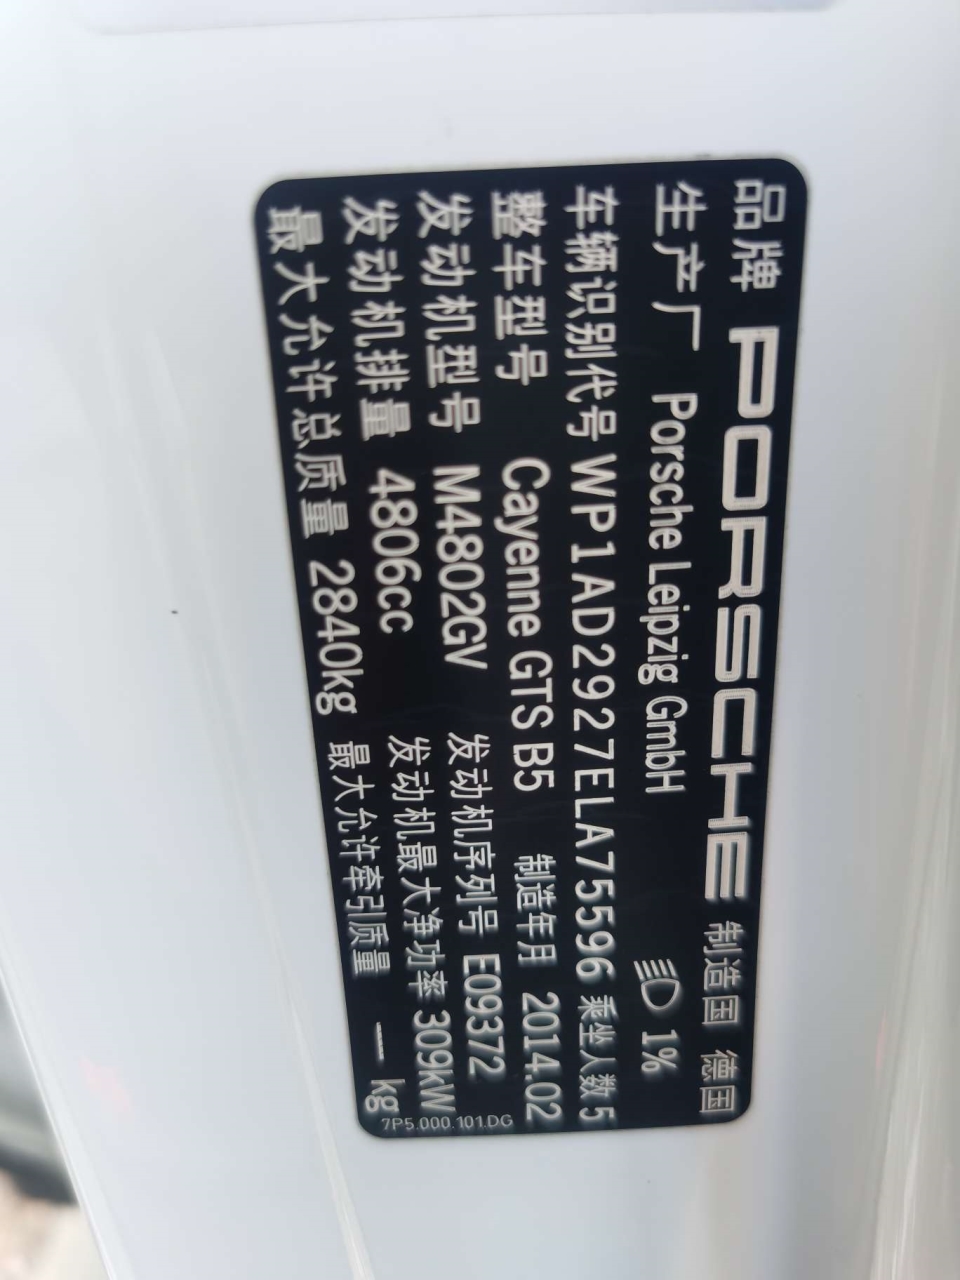 品牌 PORSCHE 制造国 德国
生产厂 Porsche Leipzig GmbH 1%
车辆识别代号 WP1AD2927ELA75596 乘坐人数 5
整车型号 Cayenne GTS B5 制造年月 2014.02
发动机型号 M4802GV 发动机序列号 E09372
发动机排量 4806cc 发动机最大净功率 309kW
最大允许总质量 2840kg 最大允许牵引质量 — kg
7P5.000.101.DG